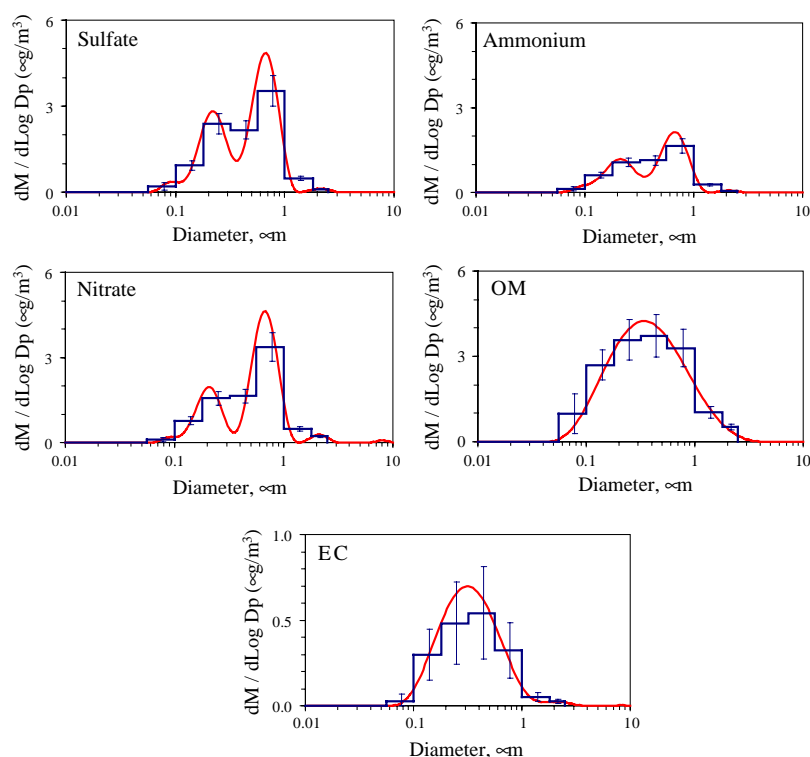 Sulfate
dM / dLog Dp (∝g/m³)
6
3
0
0.01 0.1 1 10
Diameter, ∝m
Ammonium
dM / dLog Dp (∝g/m³)
6
3
0
0.01 0.1 1 10
Diameter, ∝m
Nitrate
dM / dLog Dp (∝g/m³)
6
3
0
0.01 0.1 1 10
Diameter, ∝m
OM
dM / dLog Dp (∝g/m³)
6
3
0
0.01 0.1 1 10
Diameter, ∝m
EC
dM / dLog Dp (∝g/m³)
1.0
0.5
0.0
0.01 0.1 1 10
Diameter, ∝m